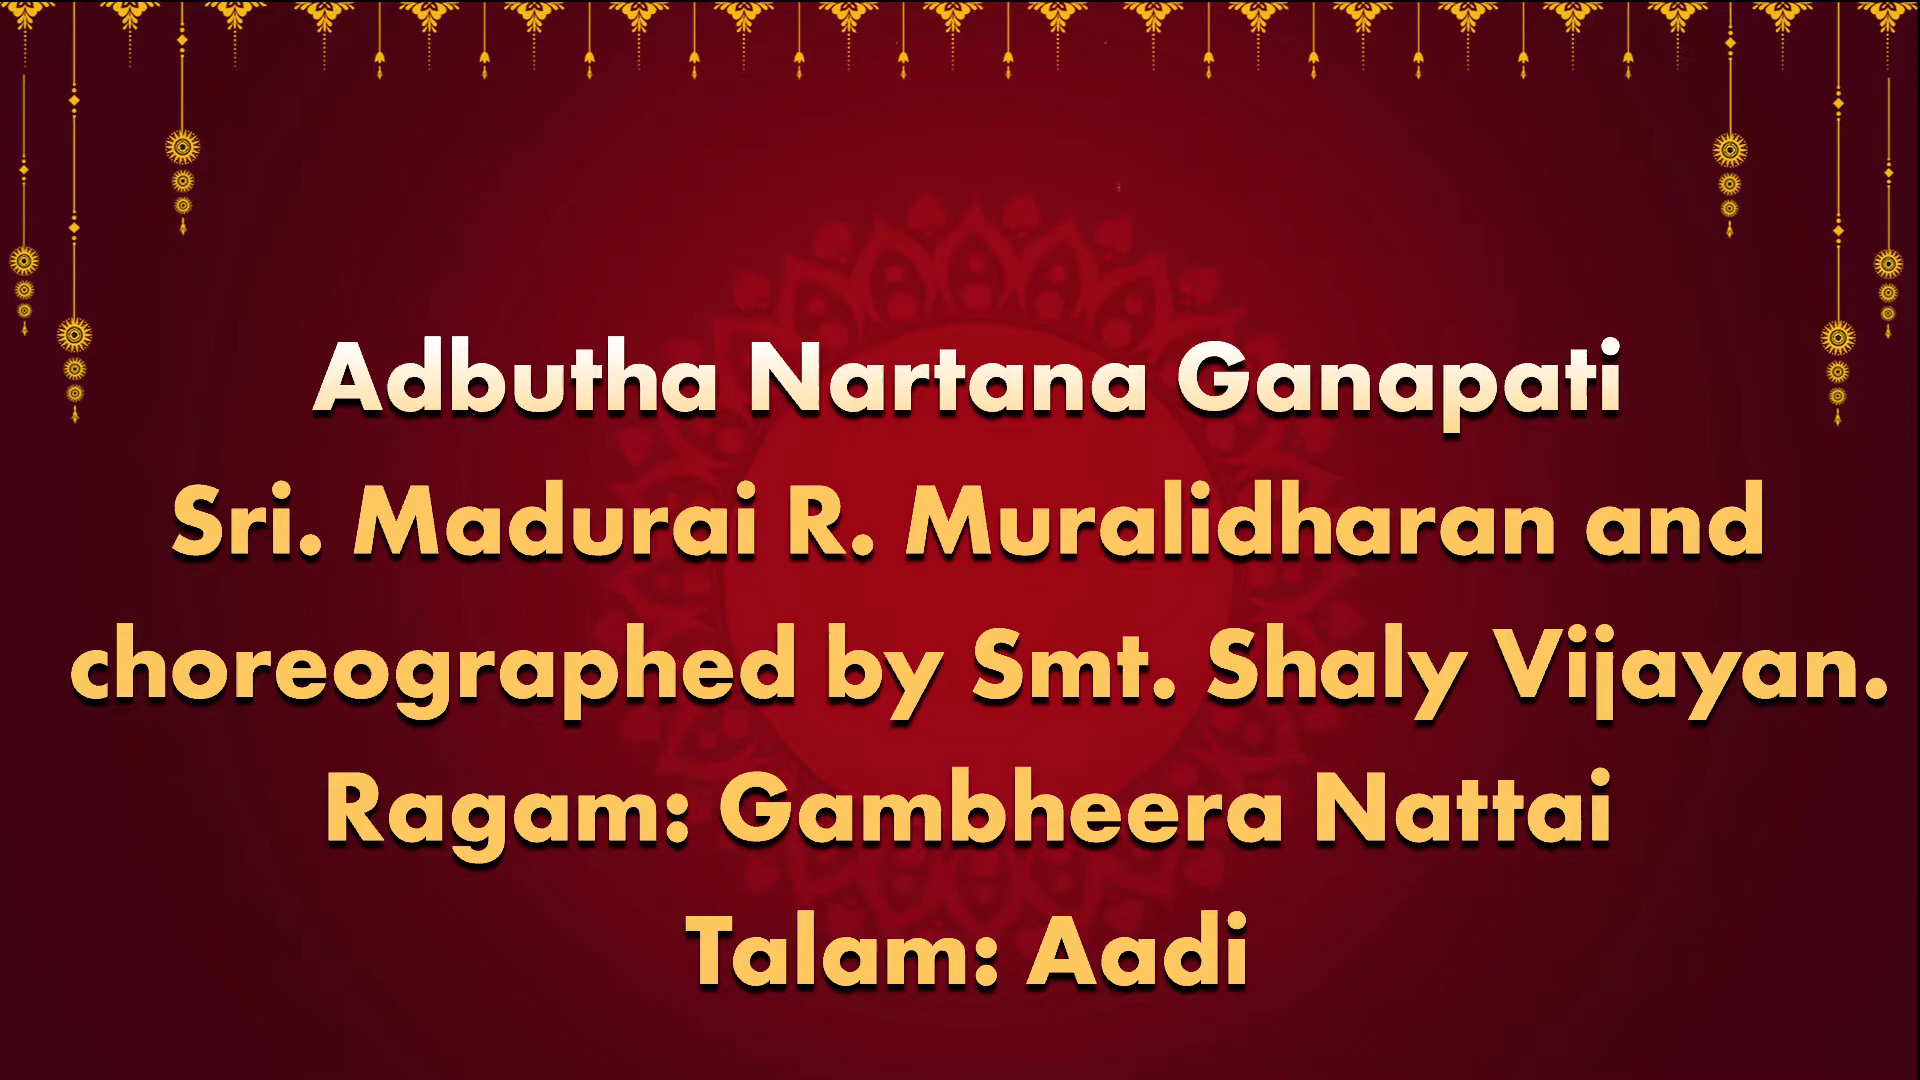 Adbutha Nartana Ganapati
Sri. Madurai R. Muralidharan and
choreographed by Smt. Shaly Vijayan.
Ragam: Gambheera Nattai
Talam: Aadi